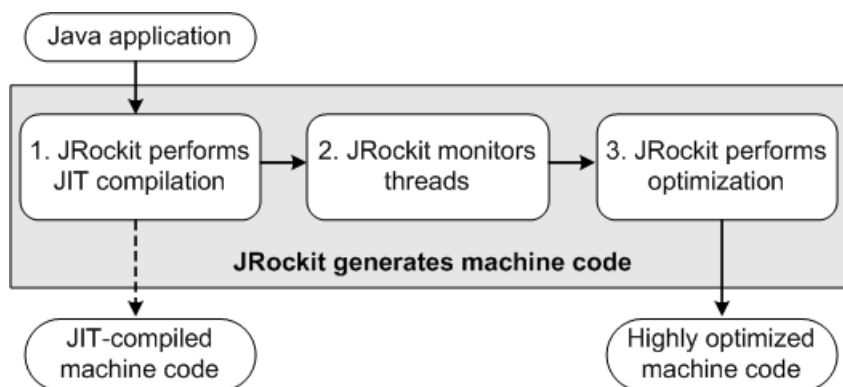 Java application
1. JRockit performs
JIT compilation
2. JRockit monitors
threads
3. JRockit performs
optimization
JRockit generates machine code
JIT-compiled
machine code
Highly optimized
machine code